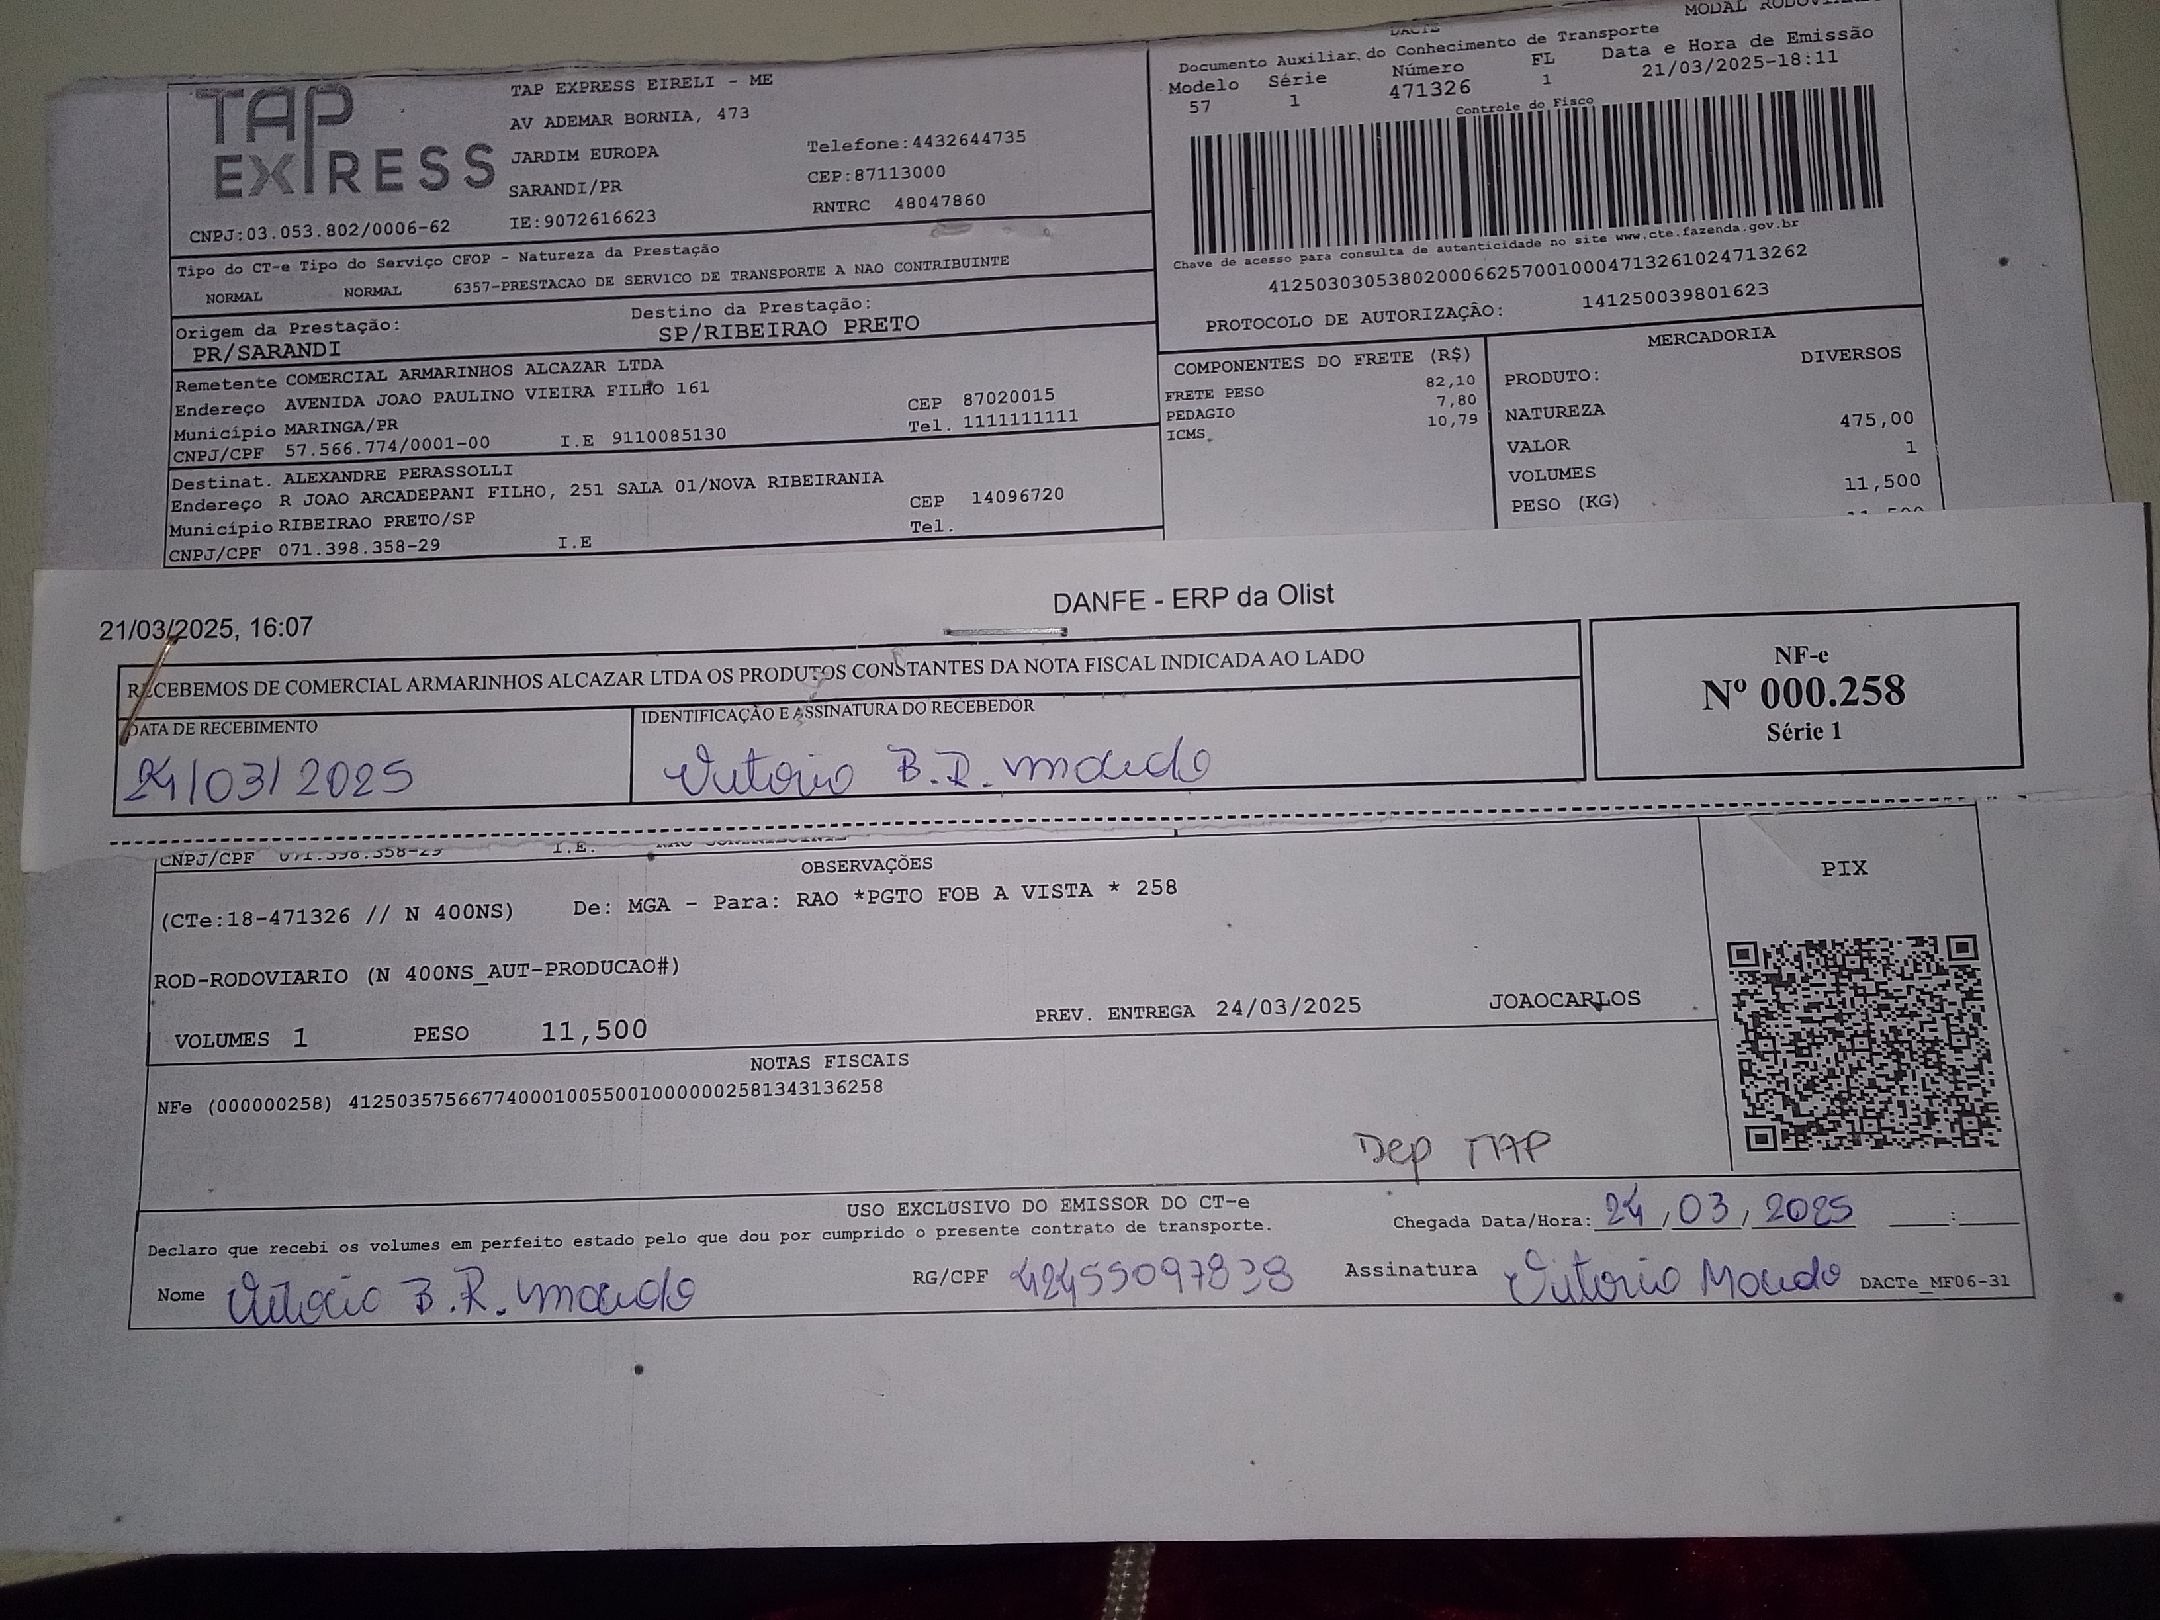 TAP EXPRESS
TAP EXPRESS EIRELI - ME
AV ADEMAR BORNIA, 473
JARDIM EUROPA
Telefone:4432644735
SARANDI/PR
CEP:87113000
CNPJ:03.053.802/0006-62
IE:9072616623
RNTRC 48047860
Tipo do CT-e Tipo do Serviço CFOP - Natureza da Prestação
NORMAL NORMAL 6357-PRESTACAO DE SERVICO DE TRANSPORTE A NAO CONTRIBUINTE
Origem da Prestação: Destino da Prestação:
PR/SARANDI SP/RIBEIRAO PRETO
Remetente COMERCIAL ARMARINHOS ALCAZAR LTDA
Endereço AVENIDA JOAO PAULINO VIEIRA FILHO 161
Município MARINGA/PR CEP 87020015
CNPJ/CPF 57.566.774/0001-00 I.E 9110085130 Tel. 1111111111
Destinat. ALEXANDRE PERASSOLLI
Endereço R JOAO ARCADEPANI FILHO, 251 SALA 01/NOVA RIBEIRANIA
Município RIBEIRAO PRETO/SP CEP 14096720
CNPJ/CPF 071.398.358-29 I.E Tel.
DACTE
MODAL RODOVIARIO
Documento Auxiliar do Conhecimento de Transporte
Modelo Série Número FL Data e Hora de Emissão
57 1 471326 1 21/03/2025-18:11
Controle do Fisco
Chave de acesso para consulta de autenticidade no site www.cte.fazenda.gov.br
41250303053802000662570010004713261024713262
PROTOCOLO DE AUTORIZAÇÂO: 141250039801623
COMPONENTES DO FRETE (R$)
FRETE PESO 82,10
PEDAGIO 7,80
ICMS 10,79
MERCADORIA
PRODUTO: DIVERSOS
NATUREZA
VALOR 475,00
VOLUMES 1
PESO (KG) 11,500
21/03/2025, 16:07
DANFE - ERP da Olist
RECEBEMOS DE COMERCIAL ARMARINHOS ALCAZAR LTDA OS PRODUTOS CONSTANTES DA NOTA FISCAL INDICADA AO LADO
DATA DE RECEBIMENTO
24/03/2025
IDENTIFICAÇÃO E ASSINATURA DO RECEBEDOR
B.R.
NF-e
Nº 000.258
Série 1
CNPJ/CPF 071.398.358-29 I.E.
OBSERVAÇÕES
(CTe:18-471326 // N 400NS) De: MGA - Para: RAO *PGTO FOB A VISTA * 258
ROD-RODOVIARIO (N 400NS_AUT-PRODUCAO#)
VOLUMES 1 PESO 11,500 PREV. ENTREGA 24/03/2025 JOAOCARLOS
PIX
NOTAS FISCAIS
NFe (000000258) 41250357566774000100550010000002581343136258
Dep TAP
USO EXCLUSIVO DO EMISSOR DO CT-e
Declaro que recebi os volumes em perfeito estado pelo que dou por cumprido o presente contrato de transporte.
Chegada Data/Hora: 24/03/2025 :
Nome B.R. RG/CPF 42455097838 Assinatura DACTe_MF06-31